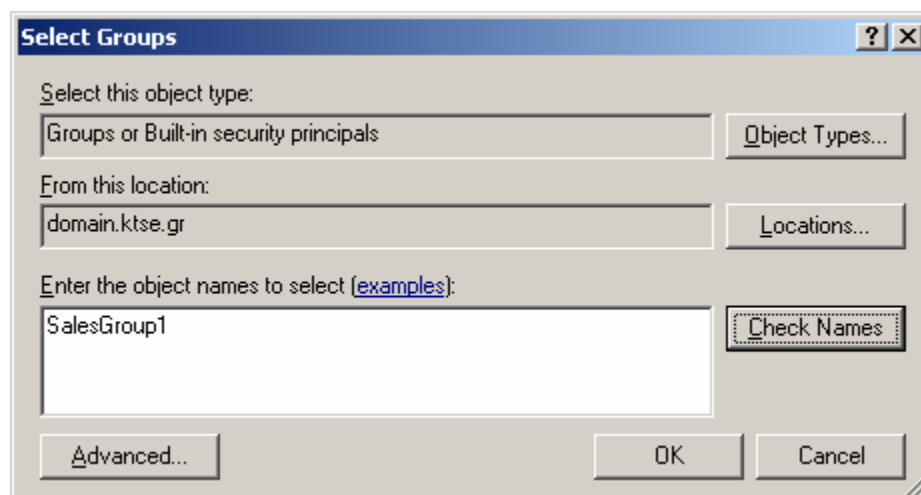 Select Groups
Select this object type:
Groups or Built-in security principals
Object Types...
From this location:
domain.ktse.gr
Locations...
Enter the object names to select (examples):
SalesGroup1
Check Names
Advanced...
OK
Cancel